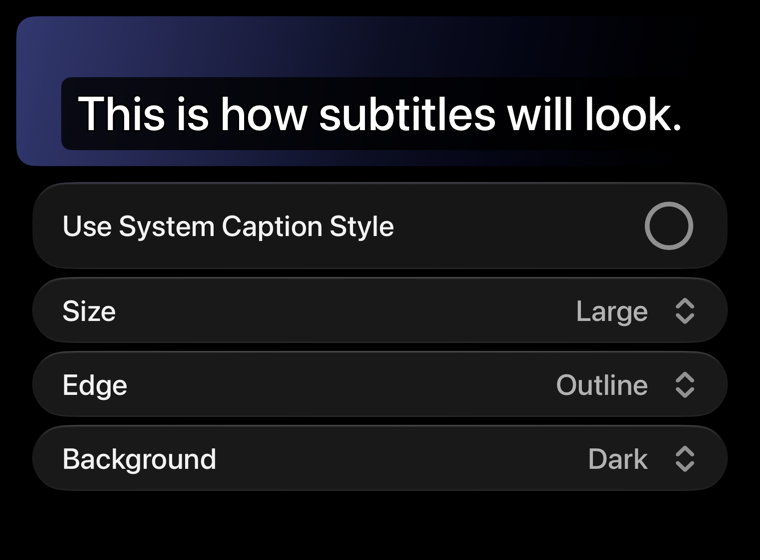 This is how subtitles will look.
Use System Caption Style
Size Large
Edge Outline
Background Dark